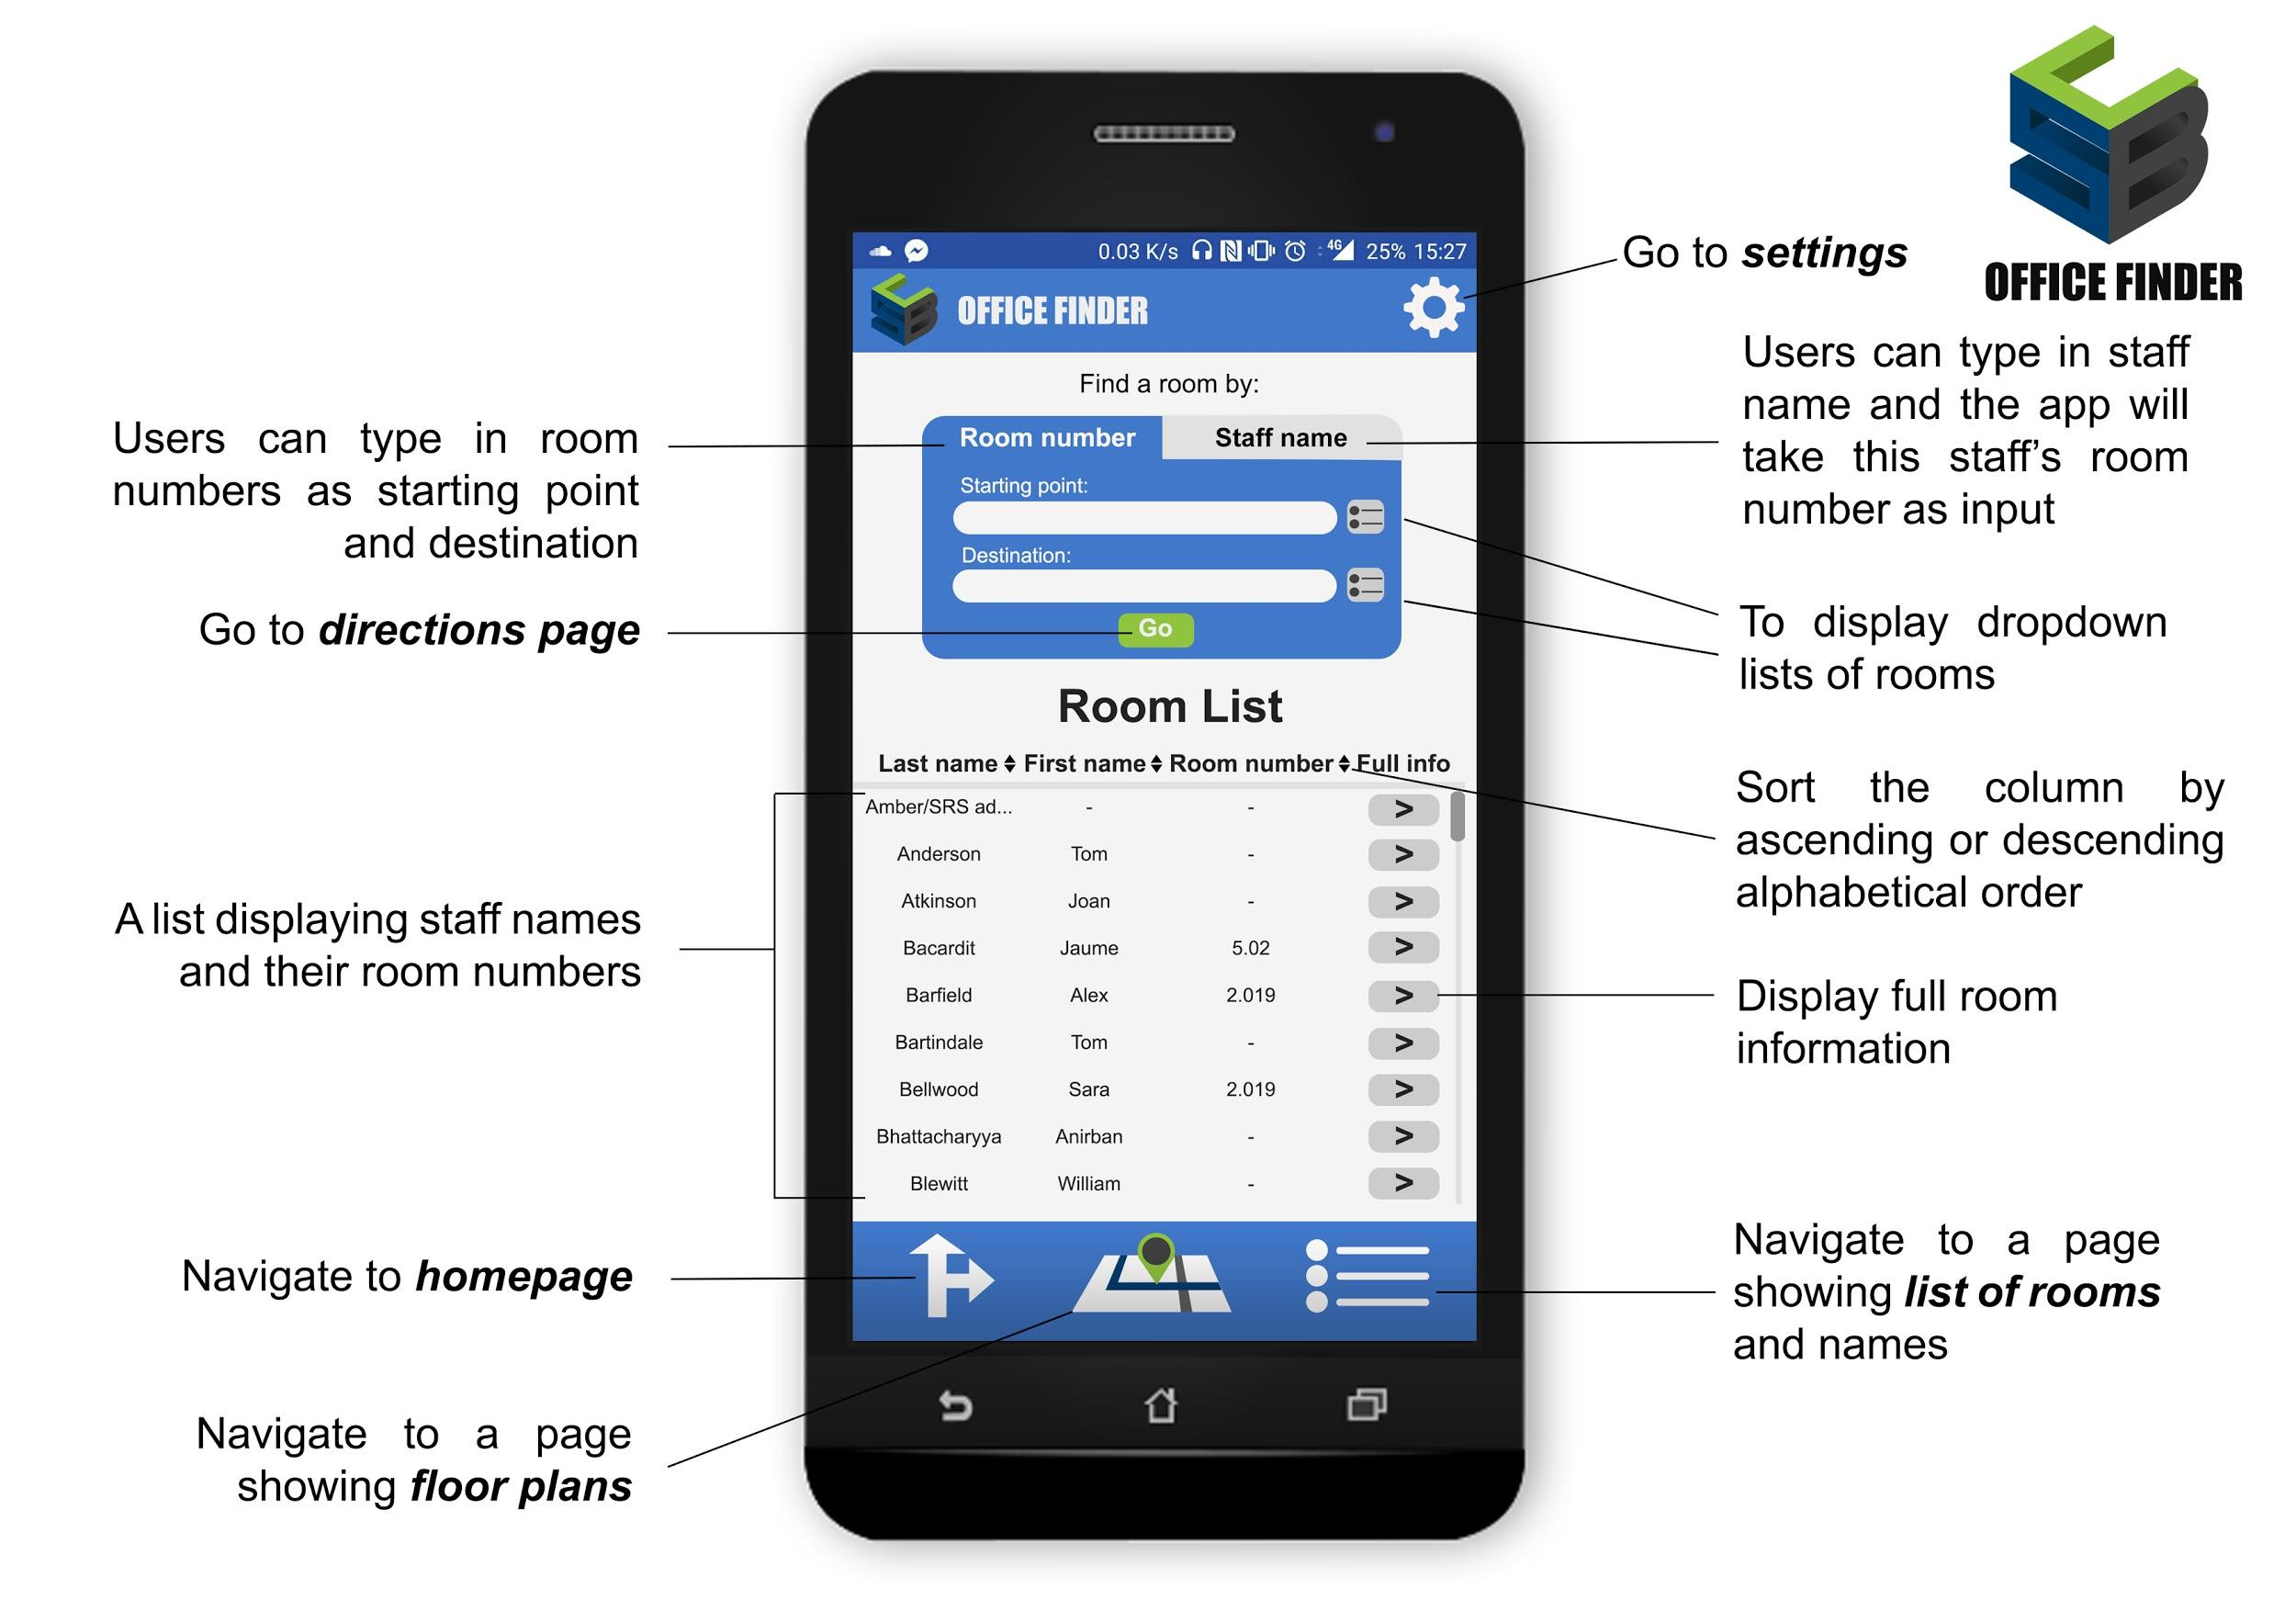 OFFICE FINDER
0.03 K/s 4G 25% 15:27
OFFICE FINDER
Go to settings
Find a room by:
Room number Staff name
Starting point:
Destination:
Go
Users can type in room
numbers as starting point
and destination
Users can type in staff
name and the app will
take this staff’s room
number as input
Go to directions page
To display dropdown
lists of rooms
Room List
Last name First name Room number Full info
Amber/SRS ad... - - >
Anderson Tom - >
Atkinson Joan - >
Bacardit Jaume 5.02 >
Barfield Alex 2.019 >
Bartindale Tom - >
Bellwood Sara 2.019 >
Bhattacharyya Anirban - >
Blewitt William - >
Sort the column by
ascending or descending
alphabetical order
A list displaying staff names
and their room numbers
Display full room
information
Navigate to homepage
Navigate to a page
showing list of rooms
and names
Navigate to a page
showing floor plans